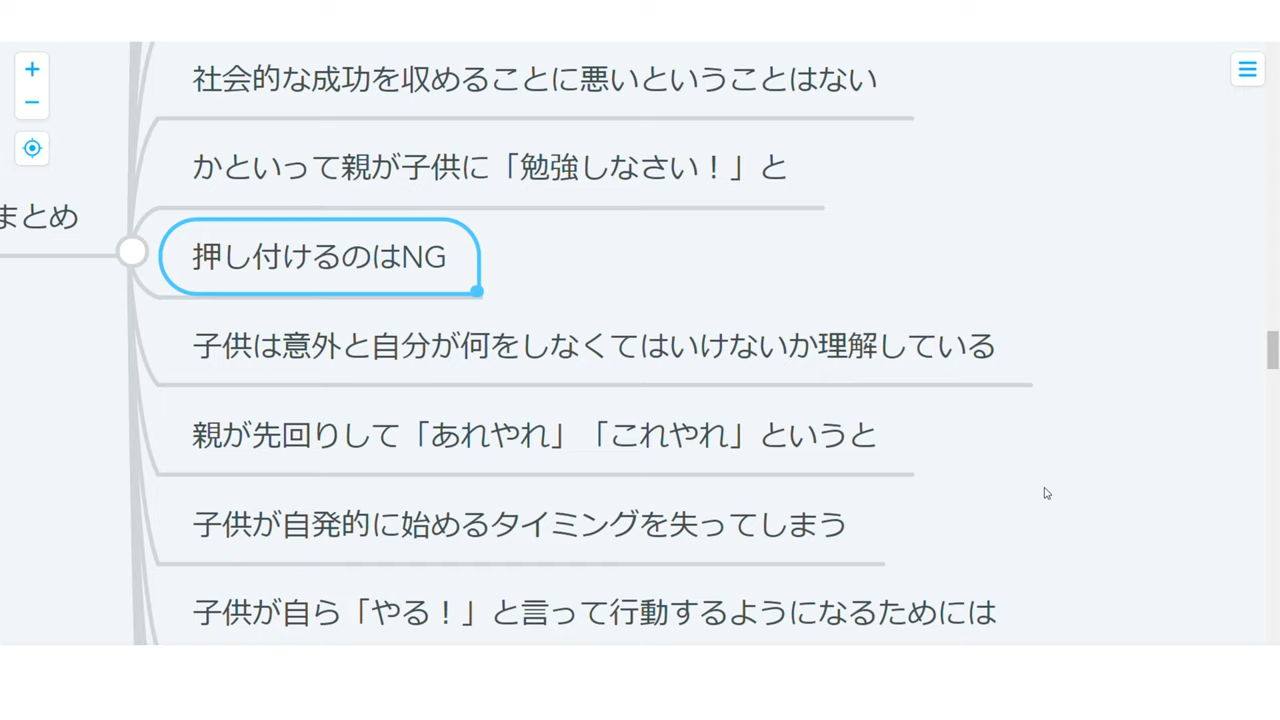 社会的な成功を収めることに悪いということはない
かといって親が子供に「勉強しなさい！」と
まとめ
押し付けるのはNG
子供は意外と自分が何をしなくてはいけないか理解している
親が先回りして「あれやれ」「これやれ」というと
子供が自発的に始めるタイミングを失ってしまう
子供が自ら「やる！」と言って行動するようになるためには